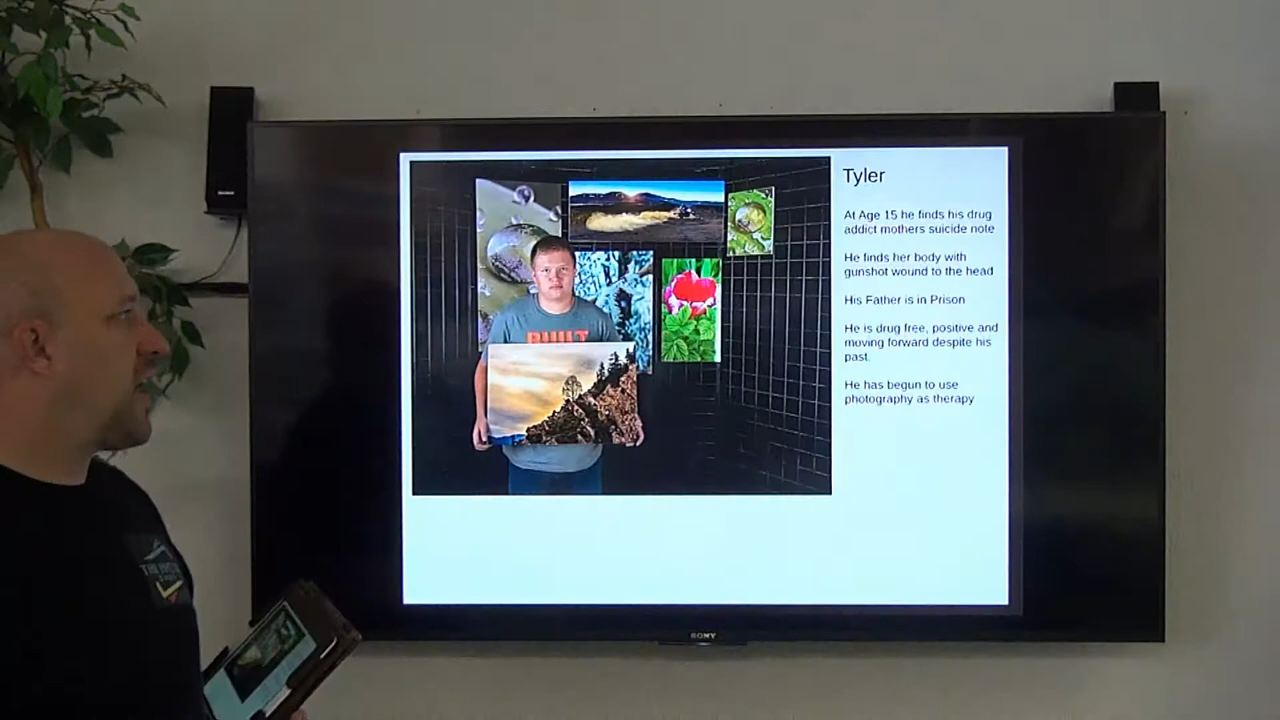 Tyler
At Age 15 he finds his drug
addict mothers suicide note
He finds her body with
gunshot wound to the head
His Father is in Prison
He is drug free, positive and
moving forward despite his
past.
He has begun to use
photography as therapy
BUILT
SONY
THE